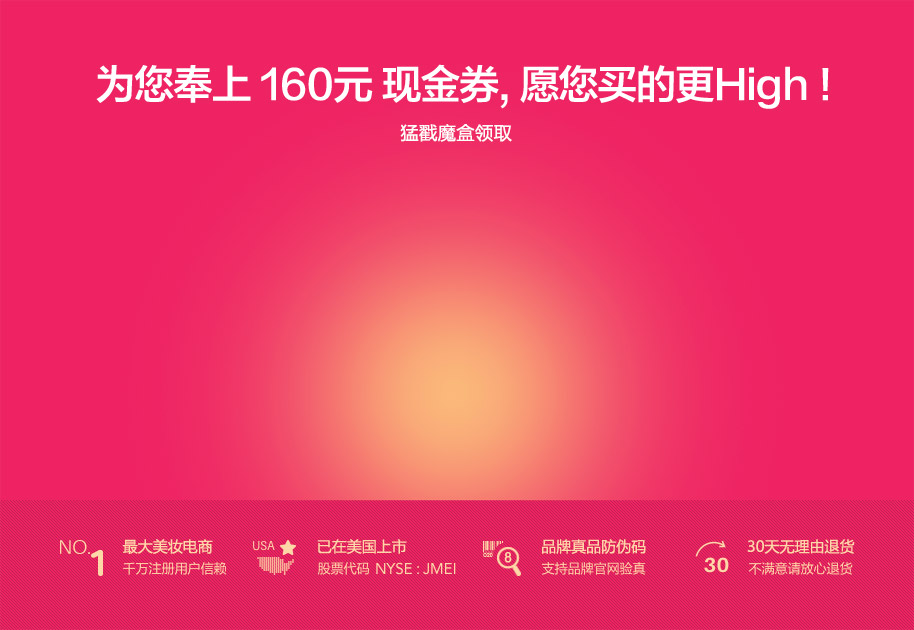 为您奉上 160元 现金券, 愿您买的更High !
猛戳魔盒领取
NO.1
最大美妆电商
千万注册用户信赖
USA
已在美国上市
股票代码 NYSE : JMEI
8
品牌真品防伪码
支持品牌官网验真
30
30天无理由退货
不满意请放心退货